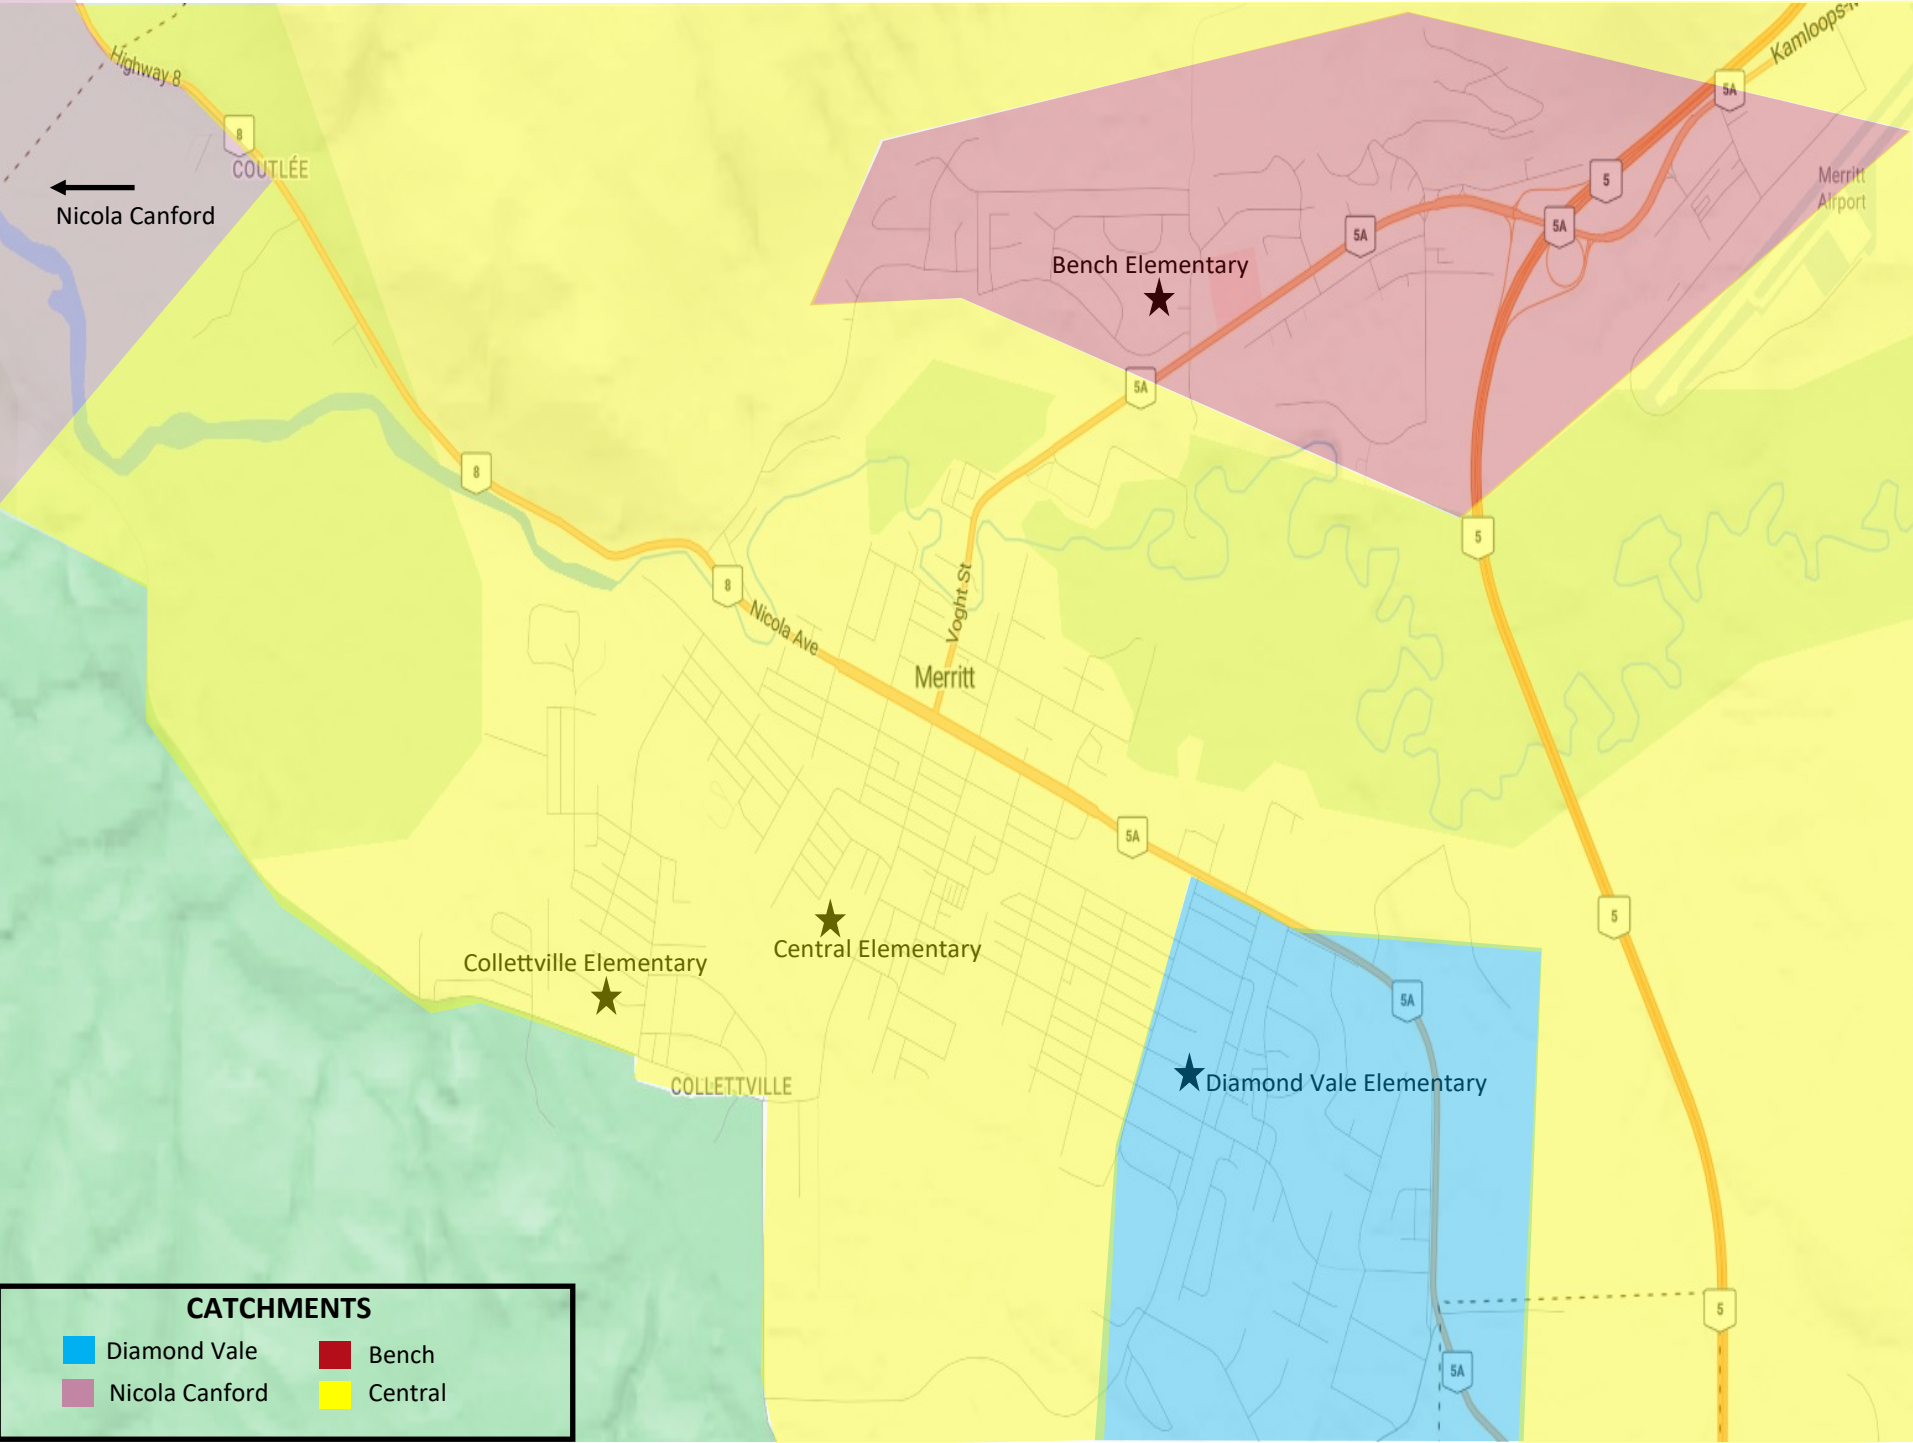 Highway 8
8
COUTLÉE
Nicola Canford
5A
5
5A
5A
Merritt
Airport
Bench Elementary
5A
8
5
8
Nicola Ave
Voght St
Merritt
5A
5
Central Elementary
Collettville Elementary
5A
COLLETTVILLE
Diamond Vale Elementary
5
5A
CATCHMENTS
Diamond Vale
Bench
Nicola Canford
Central